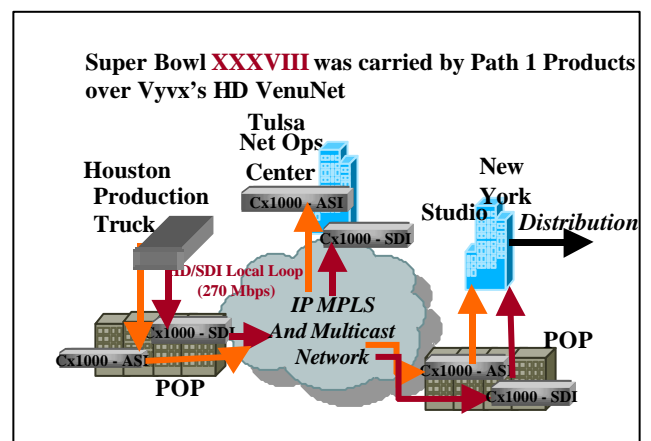 Super Bowl XXXVIII was carried by Path 1 Products
over Vyvx's HD VenuNet
Tulsa
Net Ops
Center
Houston
Production
Truck
New
York
Studio
Distribution
Cx1000 - ASI
Cx1000 - SDI
HD/SDI Local Loop
(270 Mbps)
IP MPLS
And Multicast
Network
Cx1000 - SDI
Cx1000 - ASI
POP
POP
Cx1000 - ASI
Cx1000 - SDI